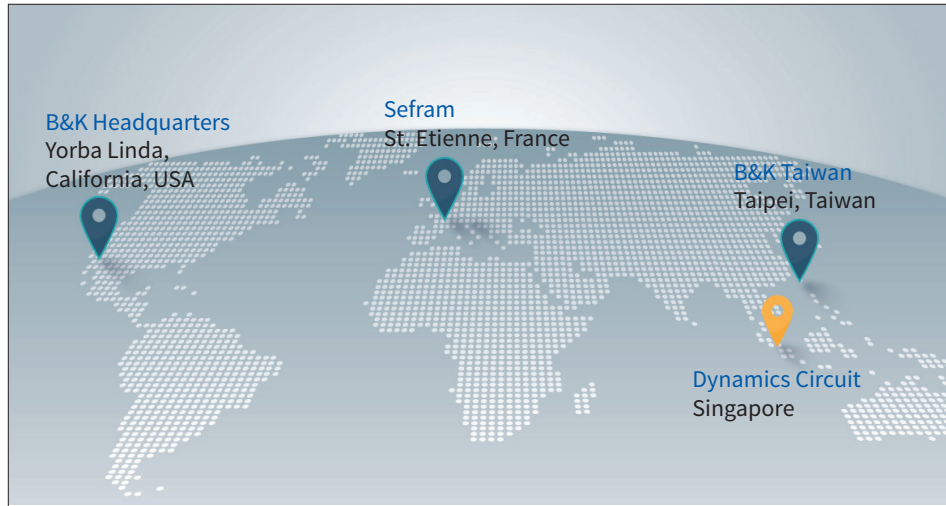 B&K Headquarters
Yorba Linda,
California, USA
Sefram
St. Etienne, France
B&K Taiwan
Taipei, Taiwan
Dynamics Circuit
Singapore